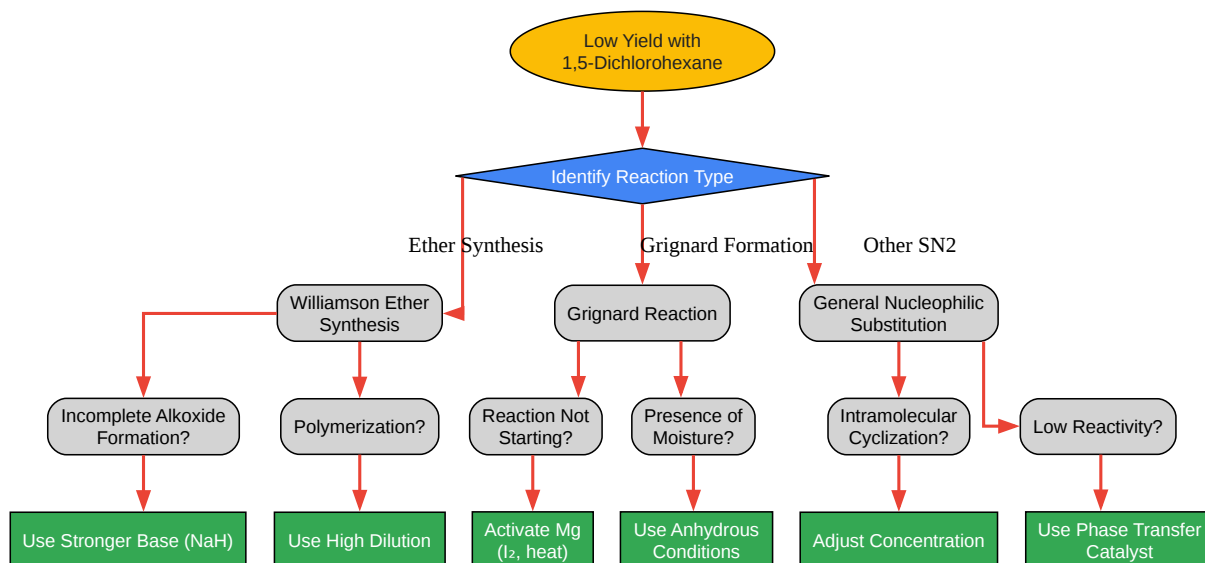 Low Yield with
1,5-Dichlorohexane
Identify Reaction Type
Ether Synthesis
Grignard Formation
Other SN2
Williamson Ether
Synthesis
Grignard Reaction
General Nucleophilic
Substitution
Incomplete Alkoxide
Formation?
Polymerization?
Reaction Not
Starting?
Presence of
Moisture?
Intramolecular
Cyclization?
Low Reactivity?
Use Stronger Base (NaH)
Use High Dilution
Activate Mg
(I₂, heat)
Use Anhydrous
Conditions
Adjust Concentration
Use Phase Transfer
Catalyst